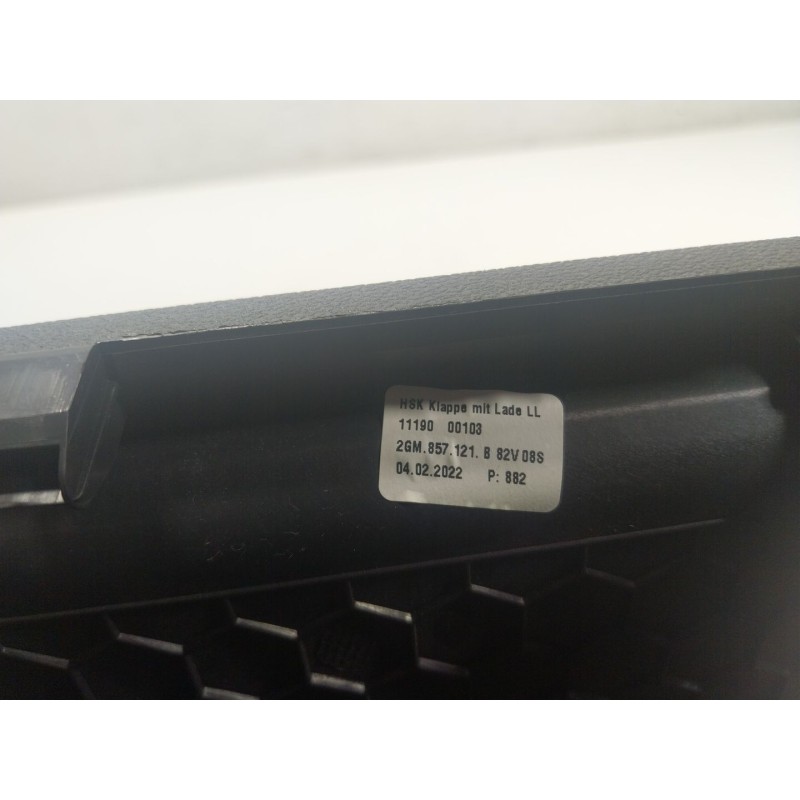 HSK Klappe mit Lade LL
11190 00103
2GM.857.121. B 82V 08S
04.02.2022 P: 882